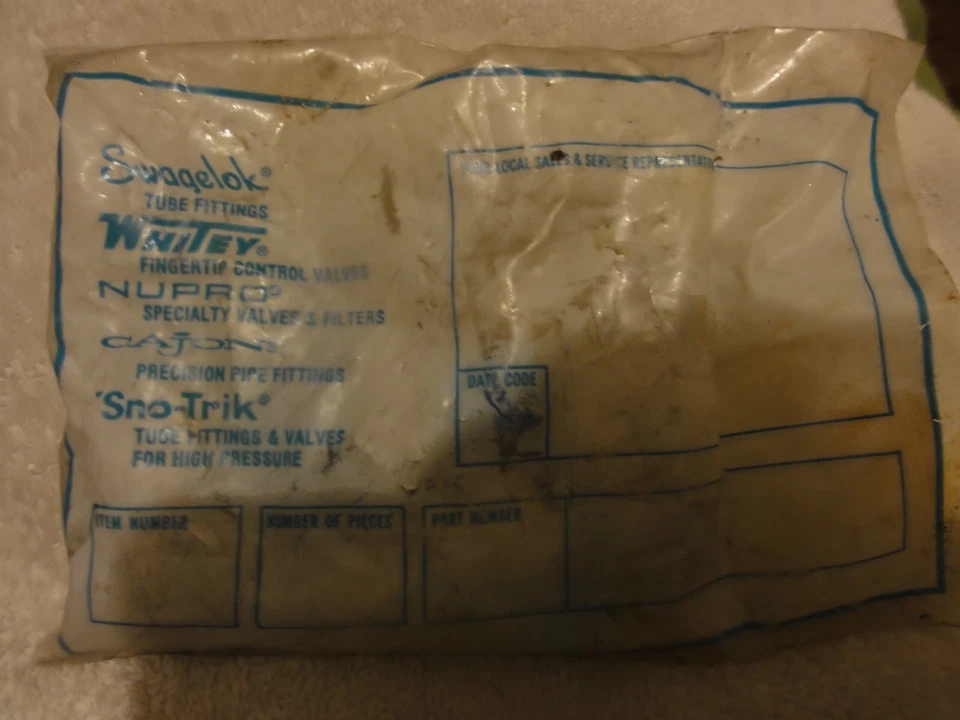 Swagelok®
TUBE FITTINGS
WHITEY®
FINGERTIP CONTROL VALVES
NUPRO®
SPECIALTY VALVES & FILTERS
CAJON®
PRECISION PIPE FITTINGS
Sno-Trik®
TUBE FITTINGS & VALVES
FOR HIGH PRESSURE
YOUR LOCAL SALES & SERVICE REPRESENTATIVE
DATE CODE
ITEM NUMBER
NUMBER OF PIECES
PART NUMBER